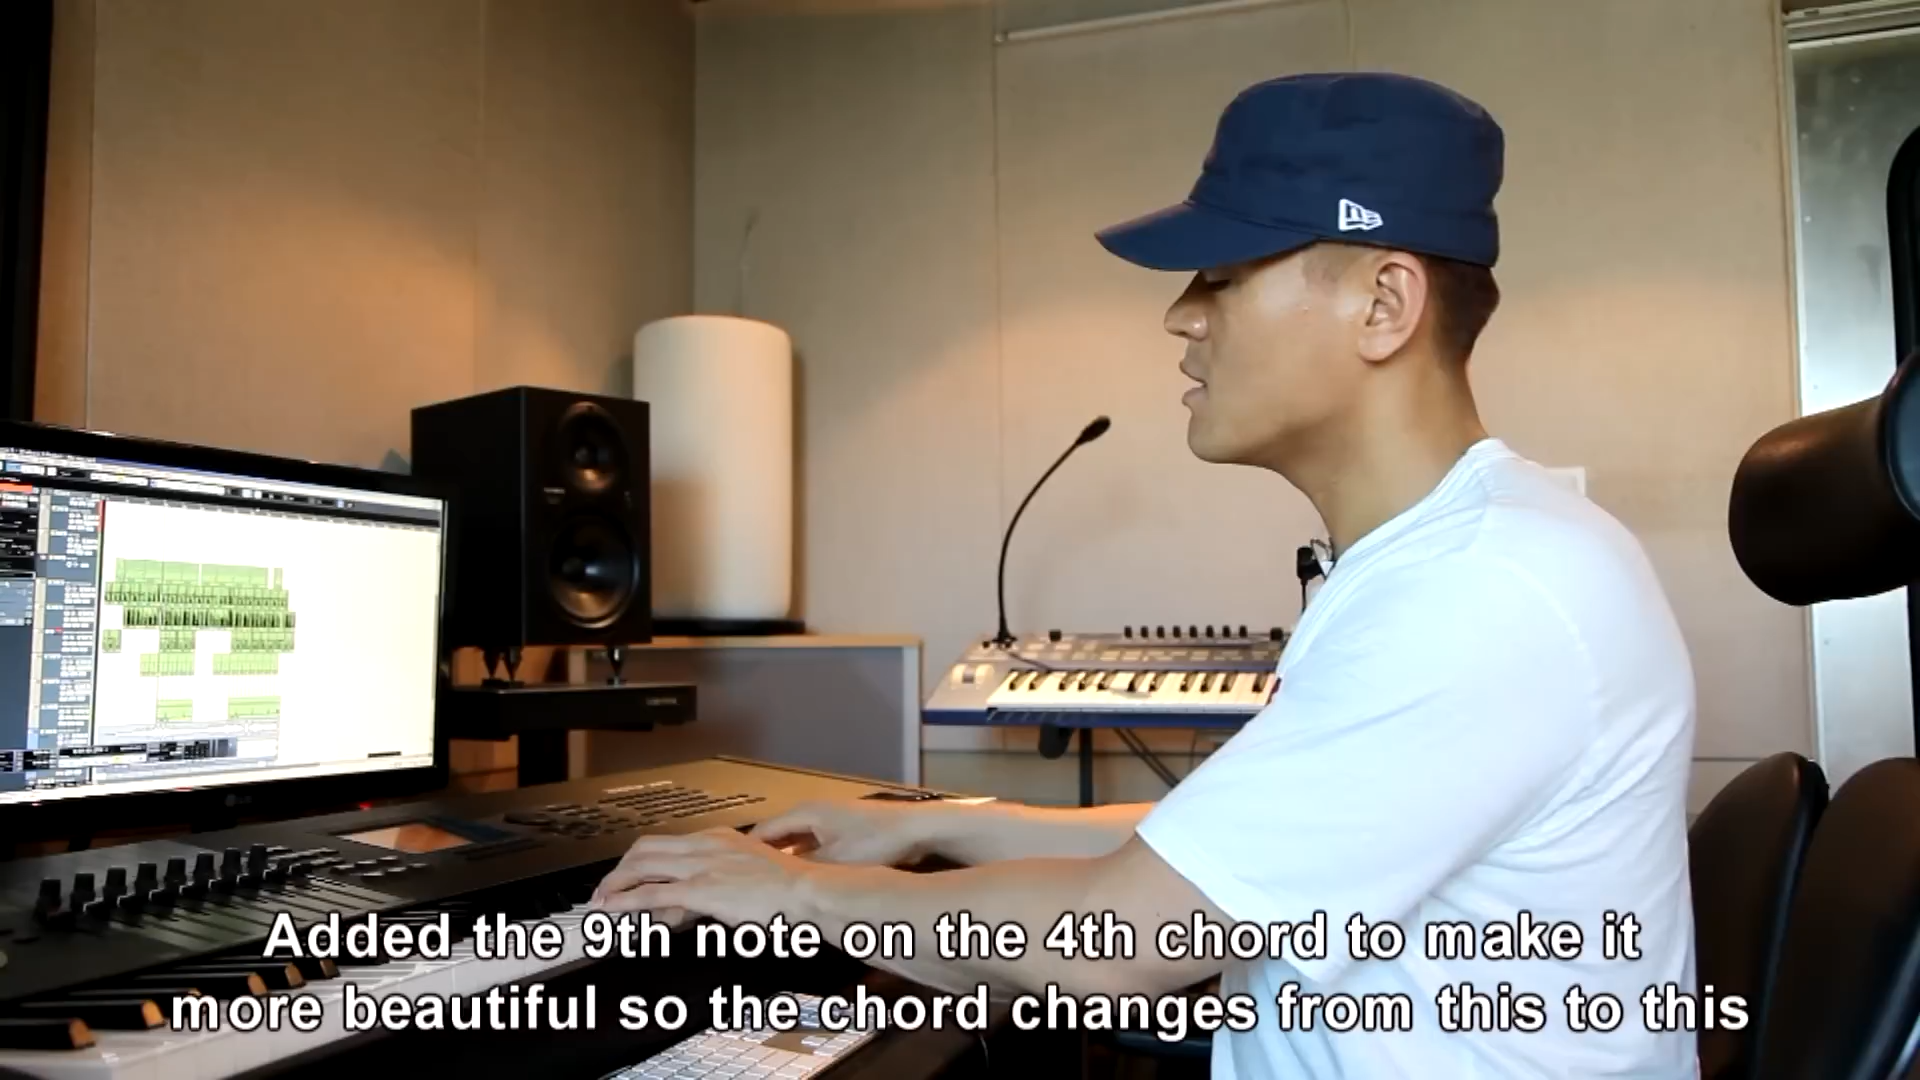 Added the 9th note on the 4th chord to make it
more beautiful so the chord changes from this to this